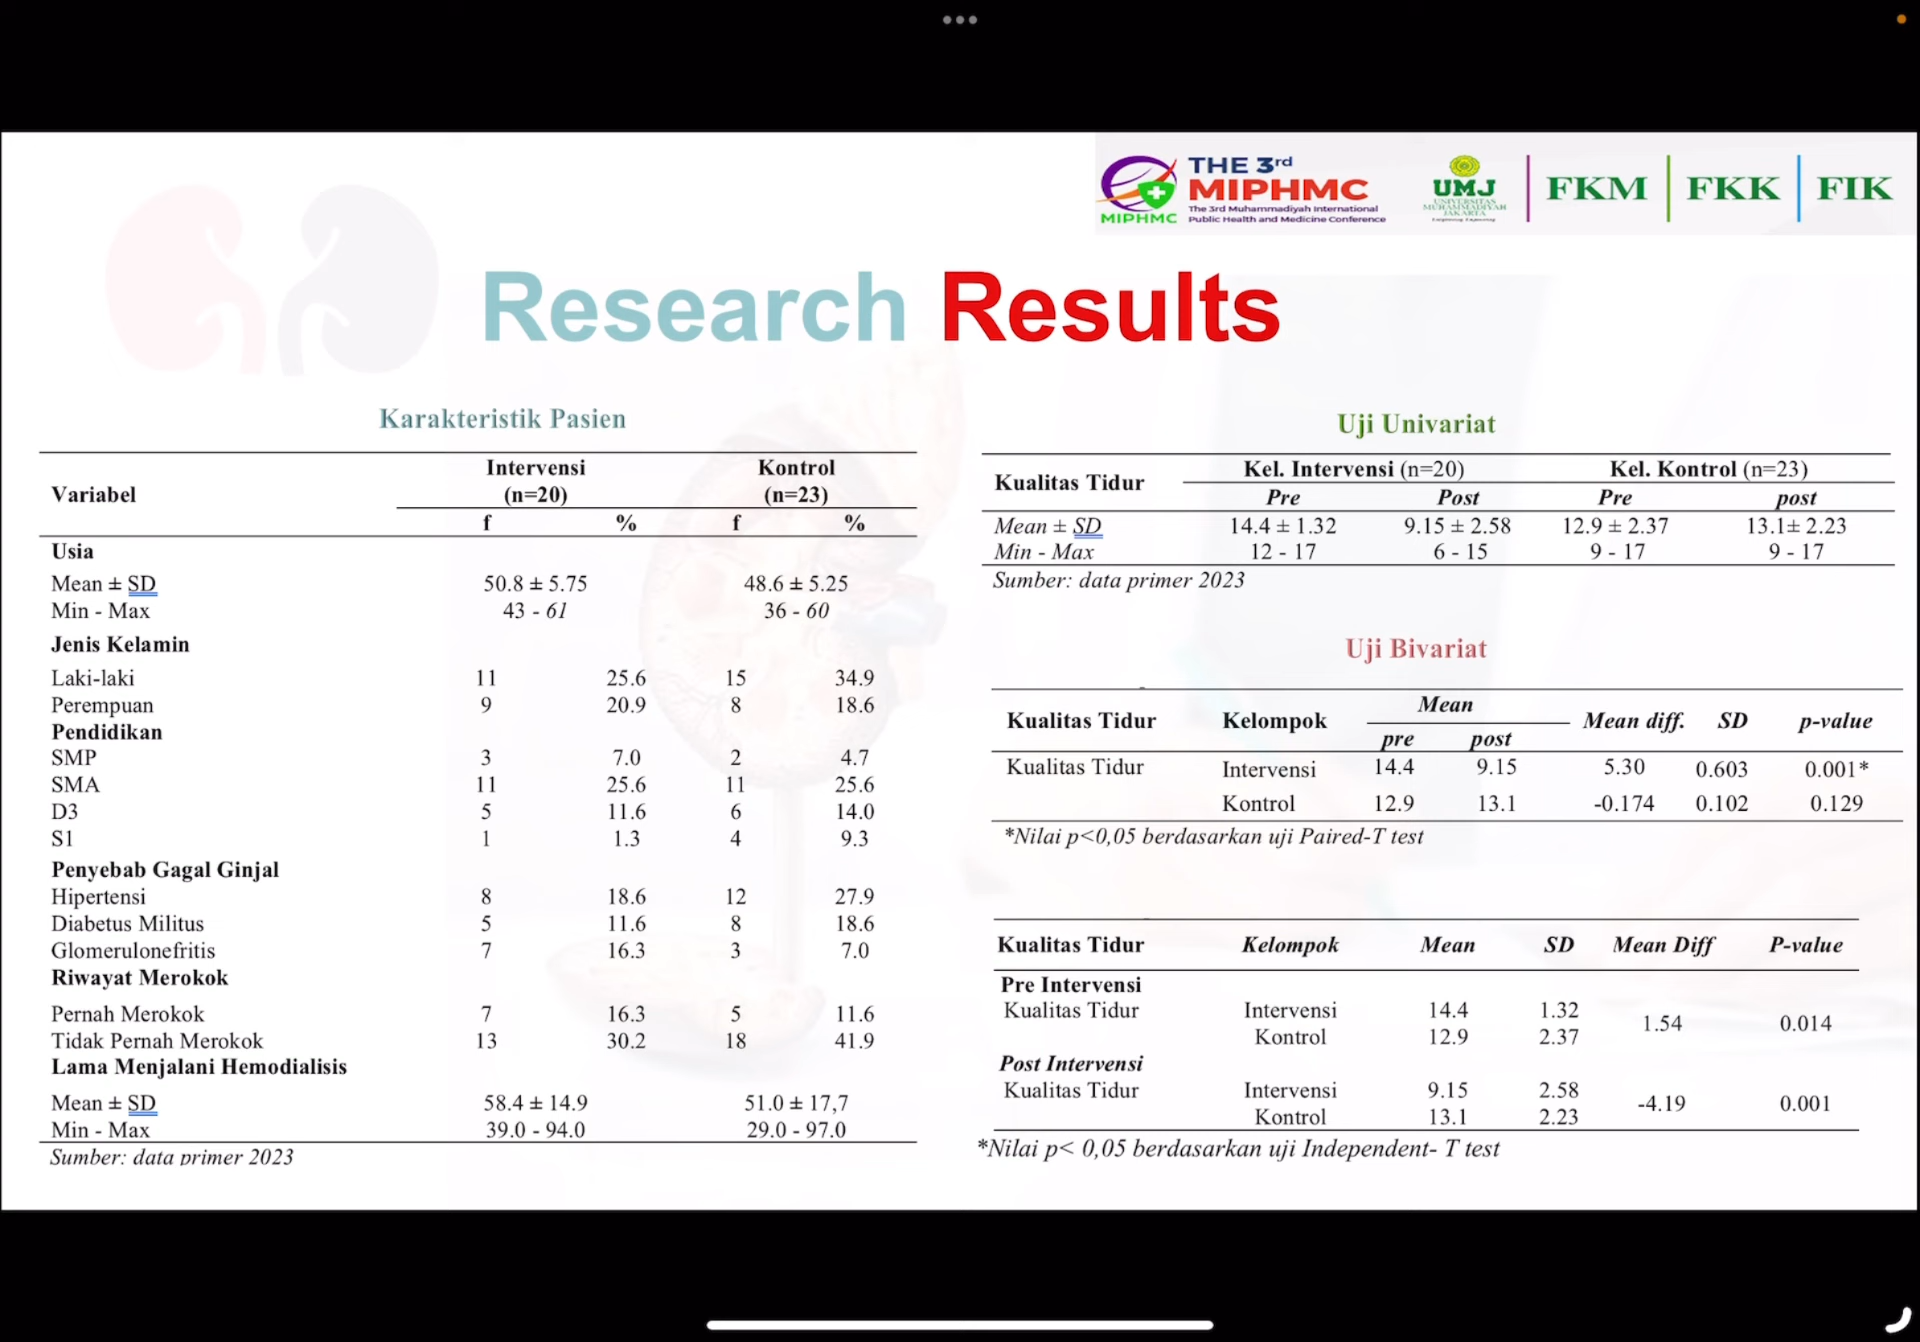 THE 3rd
MIPHMC
The 3rd Muhammadiyah International
Public Health and Medicine Conference
MIPHMC
UMJ
UNIVERSITAS
MUHAMMADIYAH
JAKARTA
FKM
FKK
FIK
Research Results
Karakteristik Pasien
Variabel Intervensi (n=20) Kontrol (n=23)
f % f %
Usia
Mean ± SD 50.8 ± 5.75 48.6 ± 5.25
Min - Max 43 - 61 36 - 60
Jenis Kelamin
Laki-laki 11 25.6 15 34.9
Perempuan 9 20.9 8 18.6
Pendidikan
SMP 3 7.0 2 4.7
SMA 11 25.6 11 25.6
D3 5 11.6 6 14.0
S1 1 1.3 4 9.3
Penyebab Gagal Ginjal
Hipertensi 8 18.6 12 27.9
Diabetus Militus 5 11.6 8 18.6
Glomerulonefritis 7 16.3 3 7.0
Riwayat Merokok
Pernah Merokok 7 16.3 5 11.6
Tidak Pernah Merokok 13 30.2 18 41.9
Lama Menjalani Hemodialisis
Mean ± SD 58.4 ± 14.9 51.0 ± 17,7
Min - Max 39.0 - 94.0 29.0 - 97.0
Sumber: data primer 2023
Uji Univariat
Kualitas Tidur Kel. Intervensi (n=20) Kel. Kontrol (n=23)
Pre Post Pre post
Mean ± SD 14.4 ± 1.32 9.15 ± 2.58 12.9 ± 2.37 13.1± 2.23
Min - Max 12 - 17 6 - 15 9 - 17 9 - 17
Sumber: data primer 2023
Uji Bivariat
Kualitas Tidur Kelompok Mean Mean diff. SD p-value
pre post
Kualitas Tidur Intervensi 14.4 9.15 5.30 0.603 0.001*
Kontrol 12.9 13.1 -0.174 0.102 0.129
*Nilai p<0,05 berdasarkan uji Paired-T test
Kualitas Tidur Kelompok Mean SD Mean Diff P-value
Pre Intervensi
Kualitas Tidur Intervensi 14.4 1.32 1.54 0.014
Kontrol 12.9 2.37
Post Intervensi
Kualitas Tidur Intervensi 9.15 2.58 -4.19 0.001
Kontrol 13.1 2.23
*Nilai p< 0,05 berdasarkan uji Independent- T test